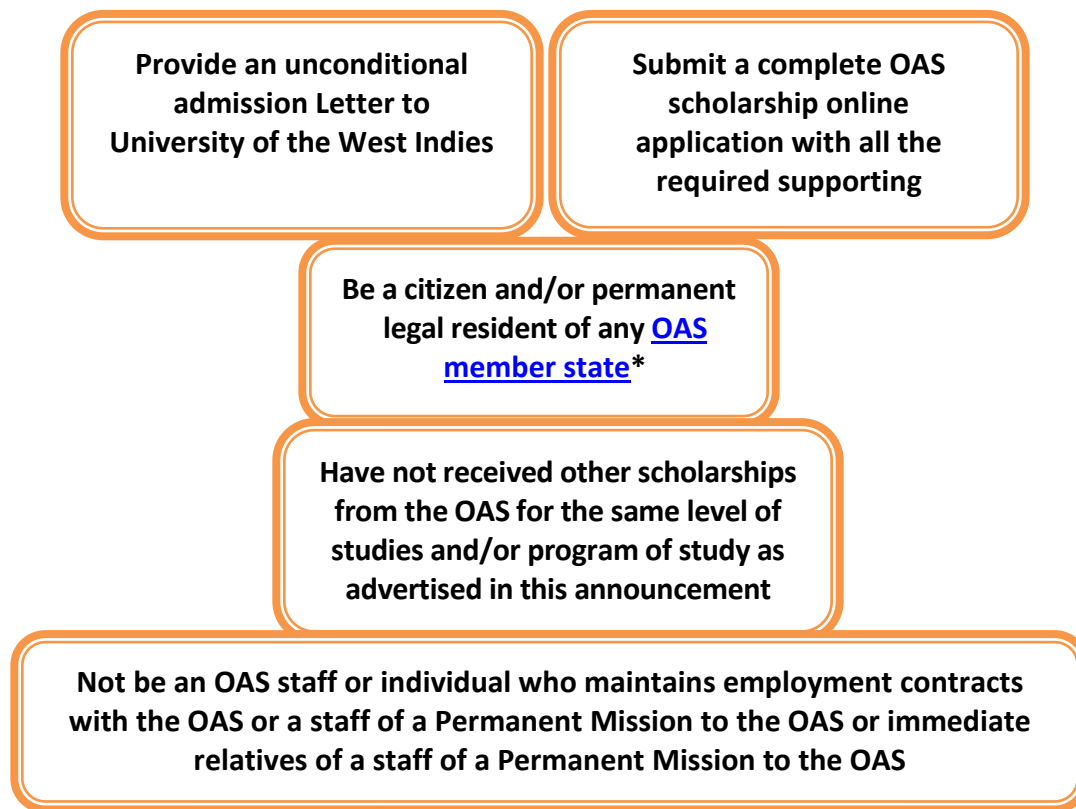 Provide an unconditional
admission Letter to
University of the West Indies
Submit a complete OAS
scholarship online
application with all the
required supporting
Be a citizen and/or permanent
legal resident of any OAS
member state*
Have not received other scholarships
from the OAS for the same level of
studies and/or program of study as
advertised in this announcement
Not be an OAS staff or individual who maintains employment contracts
with the OAS or a staff of a Permanent Mission to the OAS or immediate
relatives of a staff of a Permanent Mission to the OAS